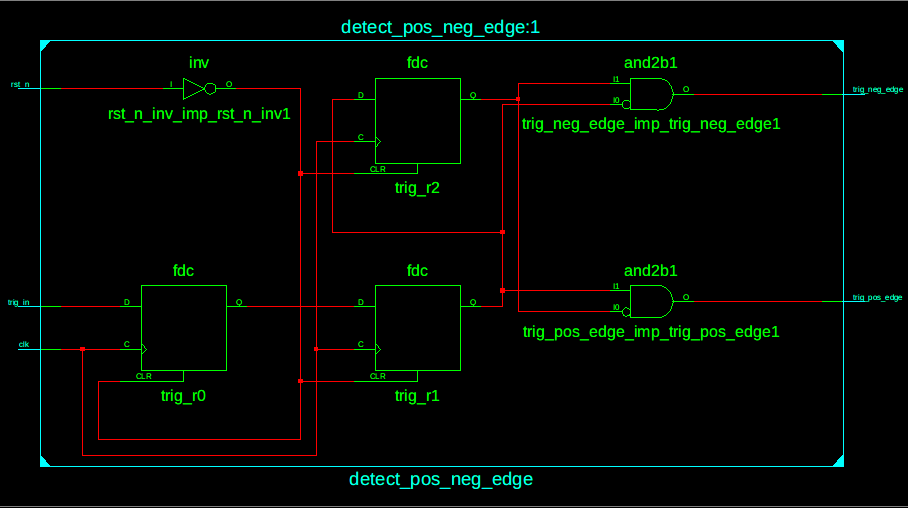 detect_pos_neg_edge:1
inv
fdc
and2b1
rst_n
I
O
D
Q
I1
I0
O
trig_neg_edge
rst_n_inv_imp_rst_n_inv1
C
CLR
trig_neg_edge_imp_trig_neg_edge1
trig_r2
fdc
fdc
and2b1
trig_in
D
Q
D
Q
I1
I0
O
trig_pos_edge
clk
C
C
trig_pos_edge_imp_trig_pos_edge1
CLR
CLR
trig_r0
trig_r1
detect_pos_neg_edge